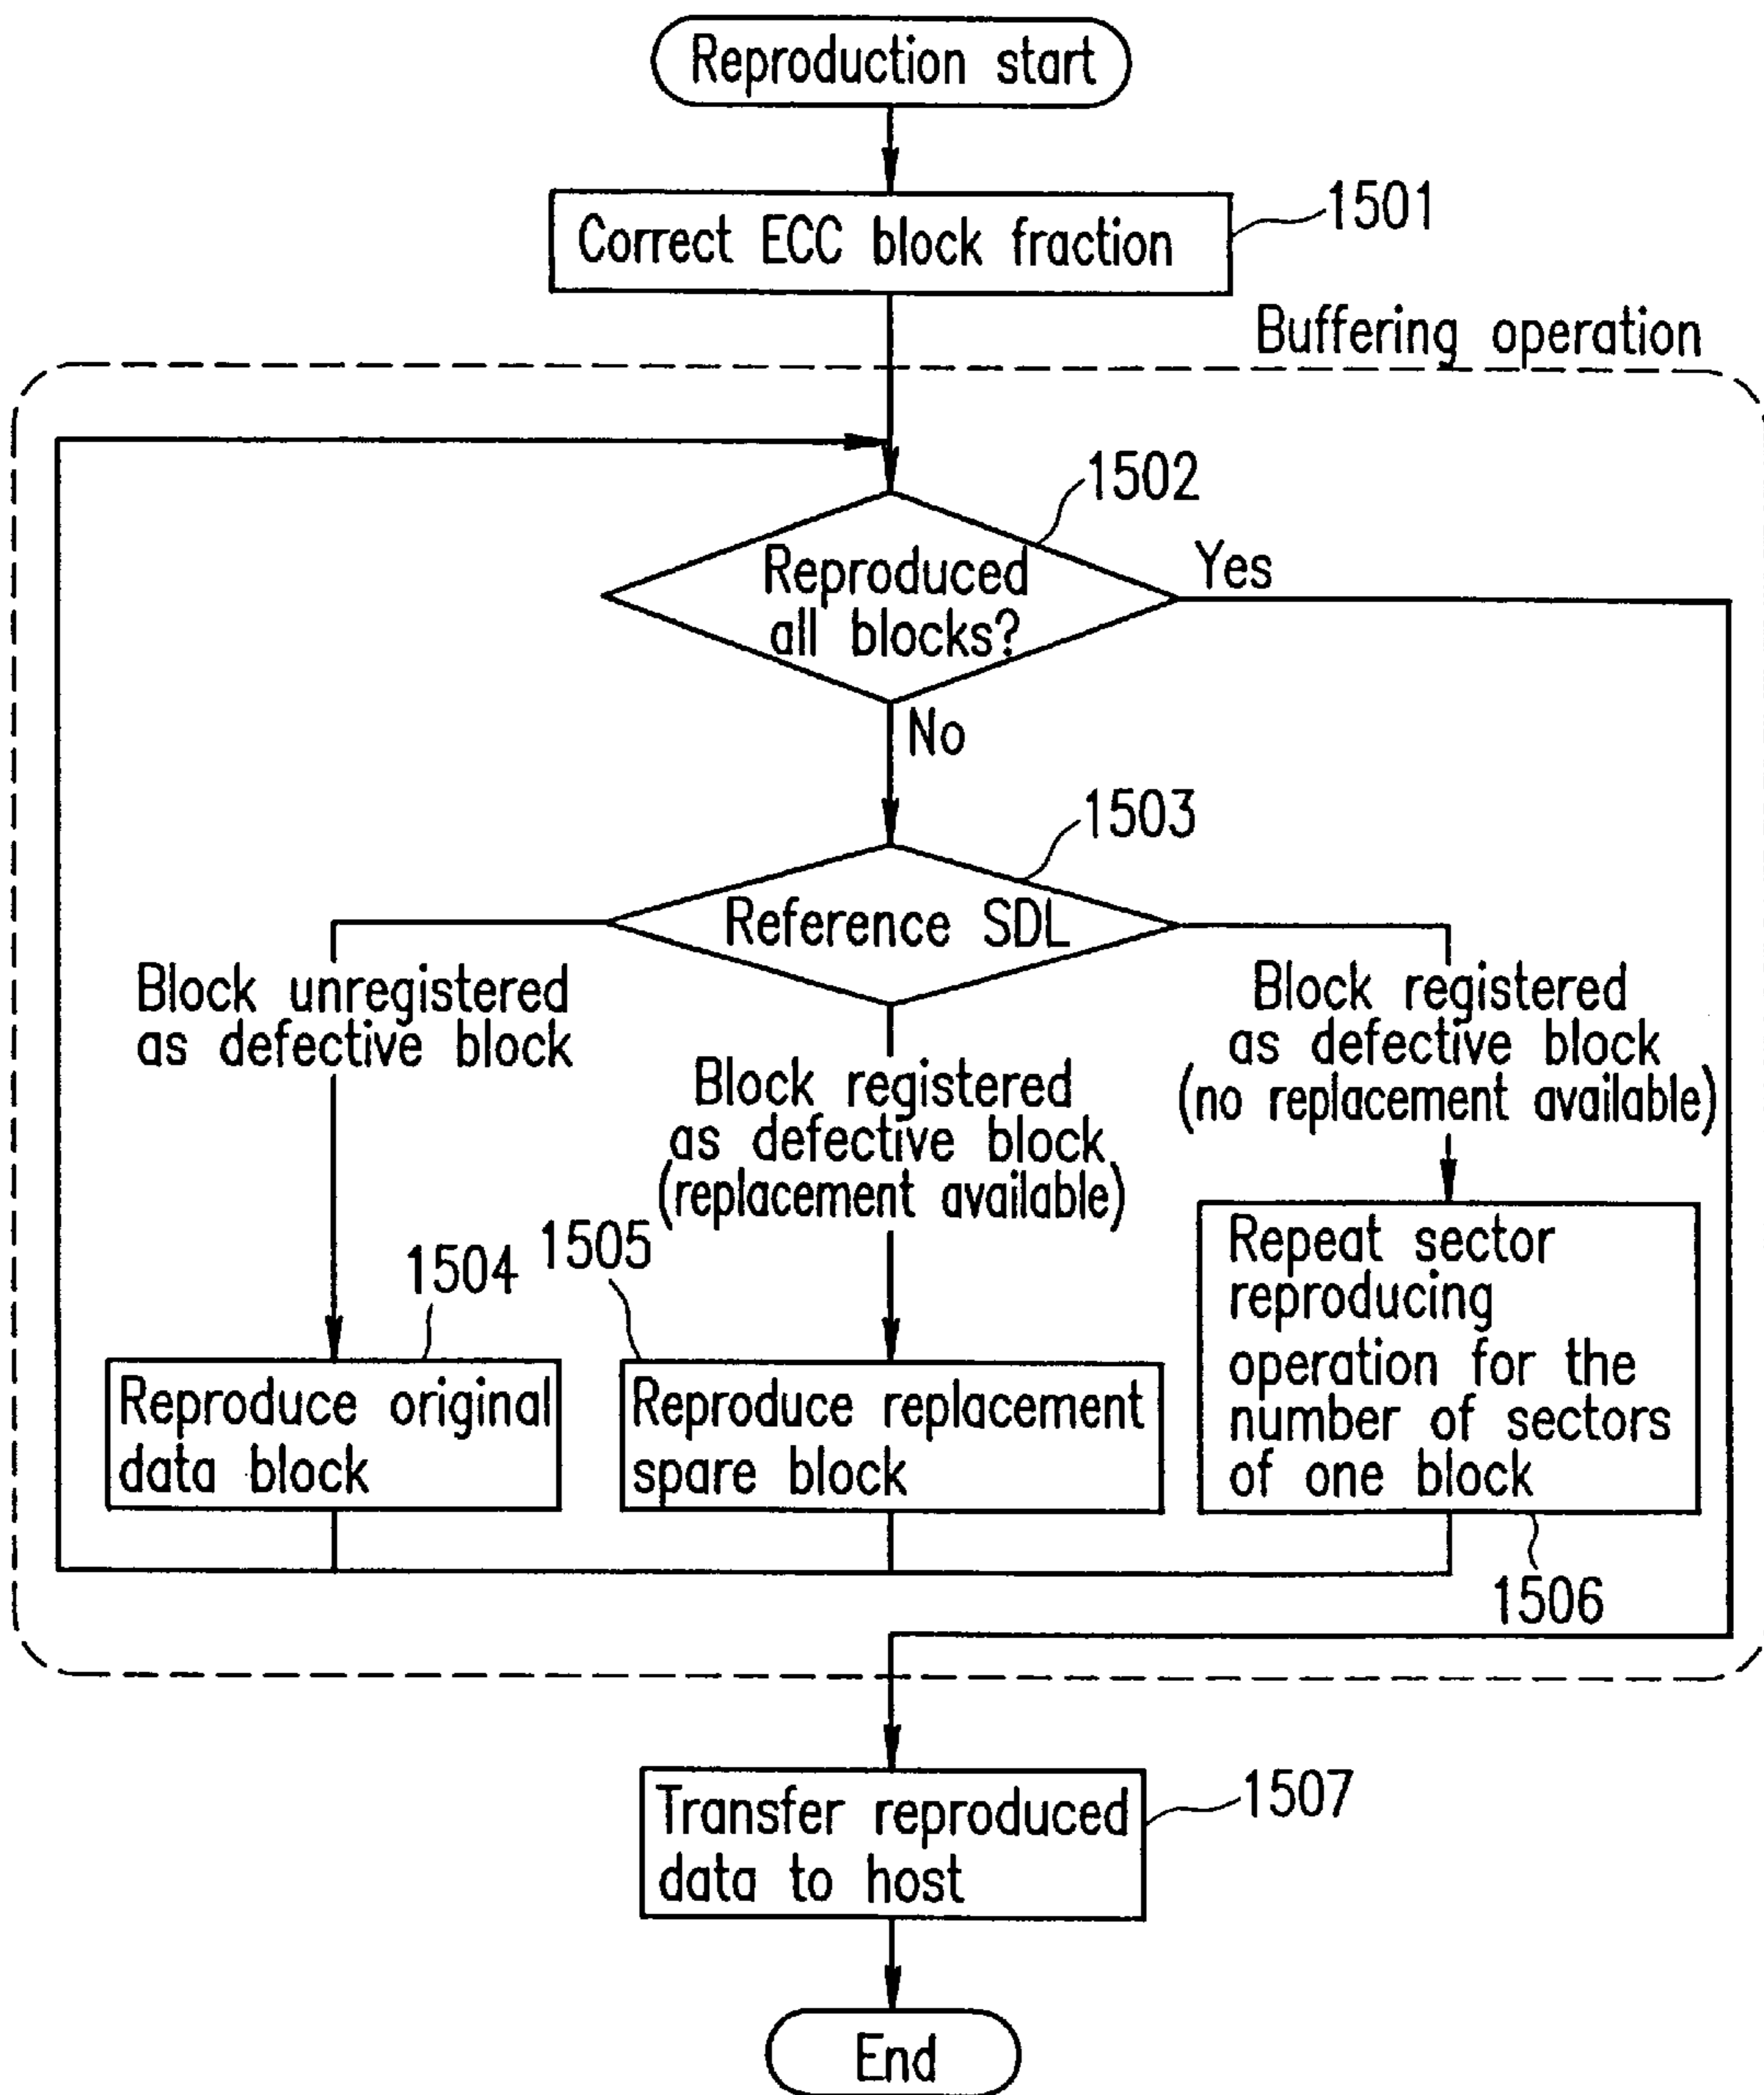 Reproduction start
Correct ECC block fraction
1501
Buffering operation
1502
Reproduced
all blocks?
Yes
No
1503
Reference SDL
Block unregistered
as defective block
Block registered
as defective block
(replacement available)
Block registered
as defective block
(no replacement available)
1504
Reproduce original
data block
1505
Reproduce replacement
spare block
Repeat sector
reproducing
operation for the
number of sectors
of one block
1506
Transfer reproduced
data to host
1507
End